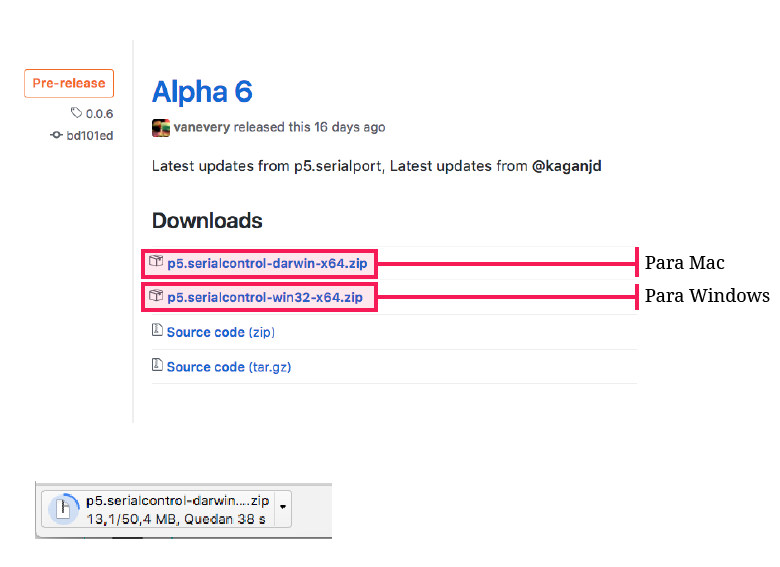 Pre-release
0.0.6
bd101ed
Alpha 6
vanevery released this 16 days ago
Latest updates from p5.serialport, Latest updates from @kaganjd
Downloads
p5.serialcontrol-darwin-x64.zip
Para Mac
p5.serialcontrol-win32-x64.zip
Para Windows
Source code (zip)
Source code (tar.gz)
p5.serialcontrol-darwin....zip
13,1/50,4 MB, Quedan 38 s